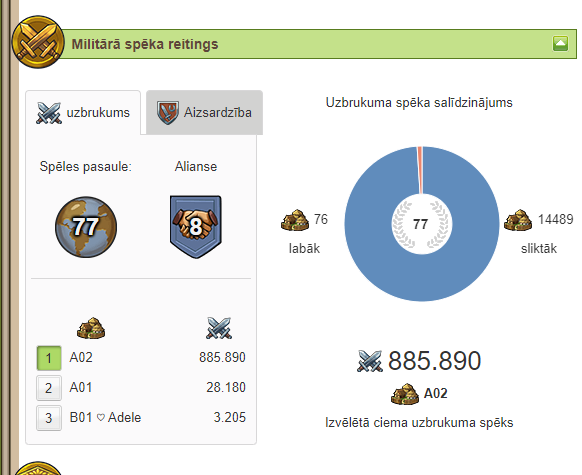 Militārā spēka reitings
uzbrukums
Aizsardzība
Spēles pasaule:
Alianse
77
8
1 A02 885.890
2 A01 28.180
3 B01 ♡ Adele 3.205
Uzbrukuma spēka salīdzinājums
76
labāk
77
14489
sliktāk
885.890
A02
Izvēlētā ciema uzbrukuma spēks